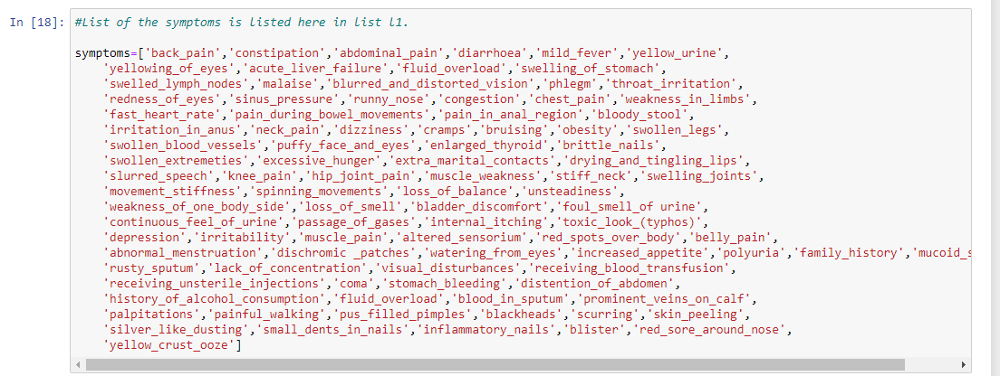 In [18]: #List of the symptoms is listed here in list l1.
symptoms=['back_pain','constipation','abdominal_pain','diarrhoea','mild_fever','yellow_urine',
'yellowing_of_eyes','acute_liver_failure','fluid_overload','swelling_of_stomach',
'swelled_lymph_nodes','malaise','blurred_and_distorted_vision','phlegm','throat_irritation',
'redness_of_eyes','sinus_pressure','runny_nose','congestion','chest_pain','weakness_in_limbs',
'fast_heart_rate','pain_during_bowel_movements','pain_in_anal_region','bloody_stool',
'irritation_in_anus','neck_pain','dizziness','cramps','bruising','obesity','swollen_legs',
'swollen_blood_vessels','puffy_face_and_eyes','enlarged_thyroid','brittle_nails',
'swollen_extremeties','excessive_hunger','extra_marital_contacts','drying_and_tingling_lips',
'slurred_speech','knee_pain','hip_joint_pain','muscle_weakness','stiff_neck','swelling_joints',
'movement_stiffness','spinning_movements','loss_of_balance','unsteadiness',
'weakness_of_one_body_side','loss_of_smell','bladder_discomfort','foul_smell_of urine',
'continuous_feel_of_urine','passage_of_gases','internal_itching','toxic_look_(typhos)',
'depression','irritability','muscle_pain','altered_sensorium','red_spots_over_body','belly_pain',
'abnormal_menstruation','dischromic _patches','watering_from_eyes','increased_appetite','polyuria','family_history','mucoid_s
'rusty_sputum','lack_of_concentration','visual_disturbances','receiving_blood_transfusion',
'receiving_unsterile_injections','coma','stomach_bleeding','distention_of_abdomen',
'history_of_alcohol_consumption','fluid_overload','blood_in_sputum','prominent_veins_on_calf',
'palpitations','painful_walking','pus_filled_pimples','blackheads','scurring','skin_peeling',
'silver_like_dusting','small_dents_in_nails','inflammatory_nails','blister','red_sore_around_nose',
'yellow_crust_ooze']